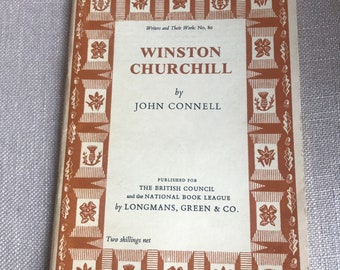 Writers and Their Work: No. 80
WINSTON
CHURCHILL
by
JOHN CONNELL
PUBLISHED FOR
THE BRITISH COUNCIL
and the NATIONAL BOOK LEAGUE
by LONGMANS, GREEN & CO.
Two shillings net